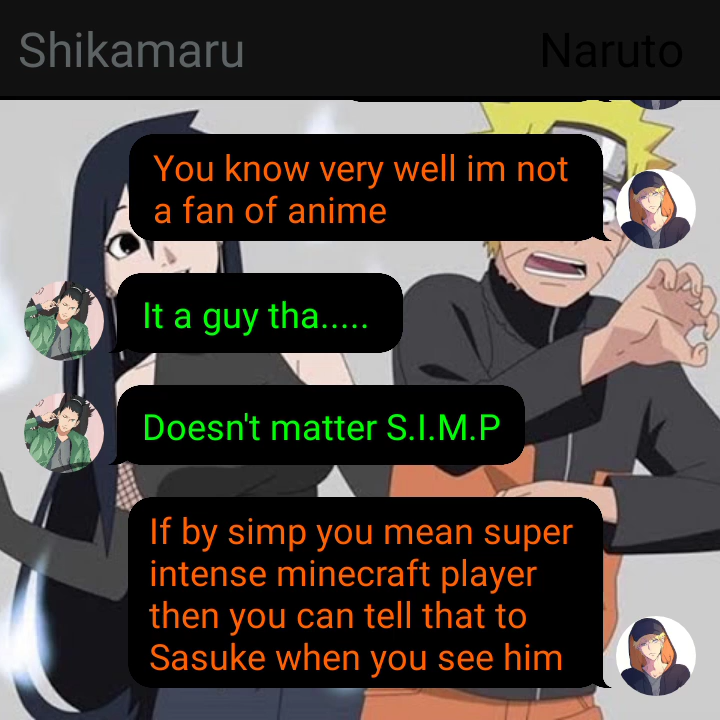 Shikamaru Naruto
You know very well im not
a fan of anime
It a guy tha.....
Doesn't matter S.I.M.P
If by simp you mean super
intense minecraft player
then you can tell that to
Sasuke when you see him